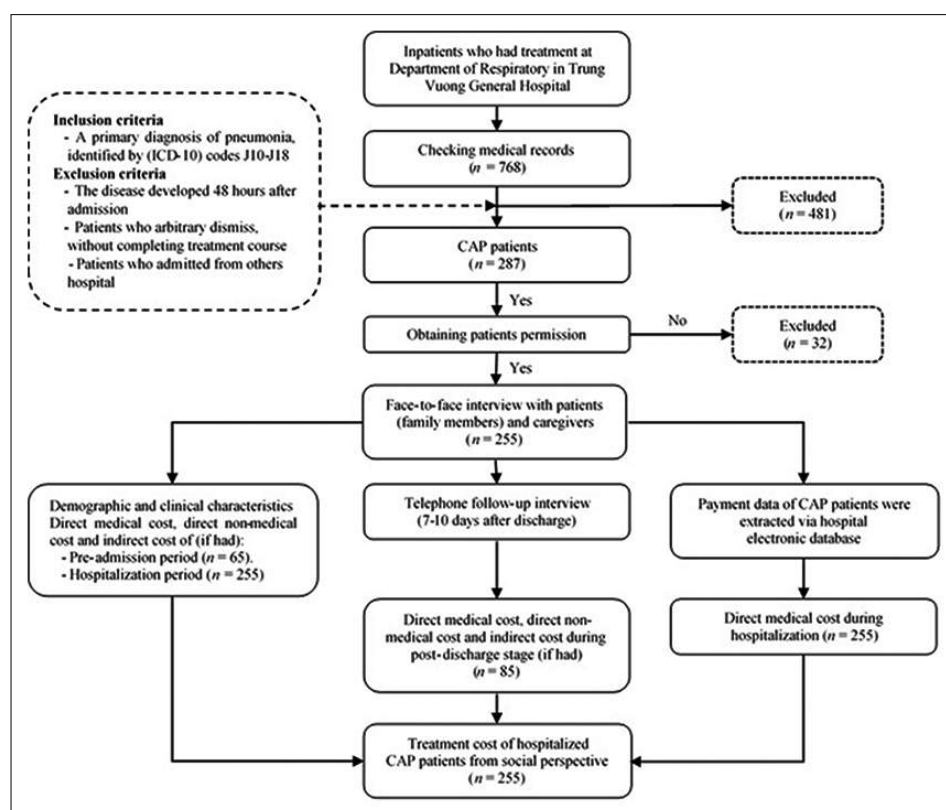 Inpatients who had treatment at
Department of Respiratory in Trung
Vuong General Hospital
Inclusion criteria
- A primary diagnosis of pneumonia,
identified by (ICD-10) codes J10-J18
Exclusion criteria
- The disease developed 48 hours after
admission
- Patients who arbitrary dismiss,
without completing treatment course
- Patients who admitted from others
hospital
Checking medical records
(n = 768)
Excluded
(n = 481)
CAP patients
(n = 287)
Yes
Obtaining patients permission
No
Excluded
(n = 32)
Yes
Face-to-face interview with patients
(family members) and caregivers
(n = 255)
Demographic and clinical characteristics
Direct medical cost, direct non-medical
cost and indirect cost of (if had):
- Pre-admission period (n = 65).
- Hospitalization period (n = 255)
Telephone follow-up interview
(7-10 days after discharge)
Payment data of CAP patients were
extracted via hospital
electronic database
Direct medical cost, direct non-
medical cost and indirect cost during
post-discharge stage (if had)
(n = 85)
Direct medical cost during
hospitalization (n = 255)
Treatment cost of hospitalized
CAP patients from social perspective
(n = 255)